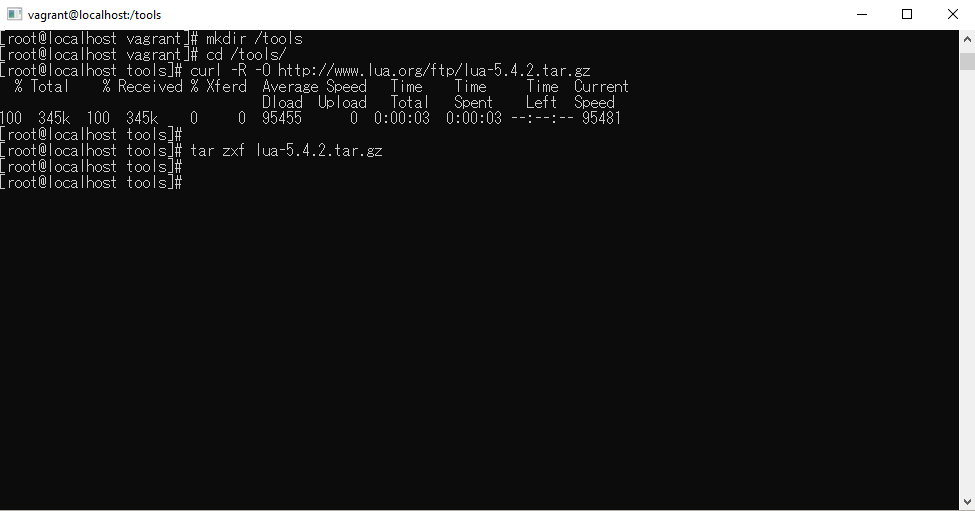 vagrant@localhost:/tools
[root@localhost vagrant]# mkdir /tools
[root@localhost vagrant]# cd /tools/
[root@localhost tools]# curl -R -O http://www.lua.org/ftp/lua-5.4.2.tar.gz
  % Total    % Received % Xferd  Average Speed   Time    Time     Time  Current
                                 Dload  Upload   Total   Spent    Left  Speed
100  345k  100  345k    0     0  95455      0  0:00:03  0:00:03 --:--:-- 95481
[root@localhost tools]#
[root@localhost tools]# tar zxf lua-5.4.2.tar.gz
[root@localhost tools]#
[root@localhost tools]#